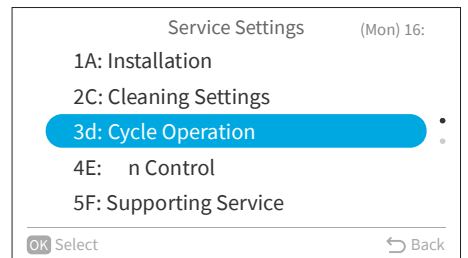 Service Settings (Mon) 16:
1A: Installation
2C: Cleaning Settings
3d: Cycle Operation
4E: n Control
5F: Supporting Service
OK Select Back